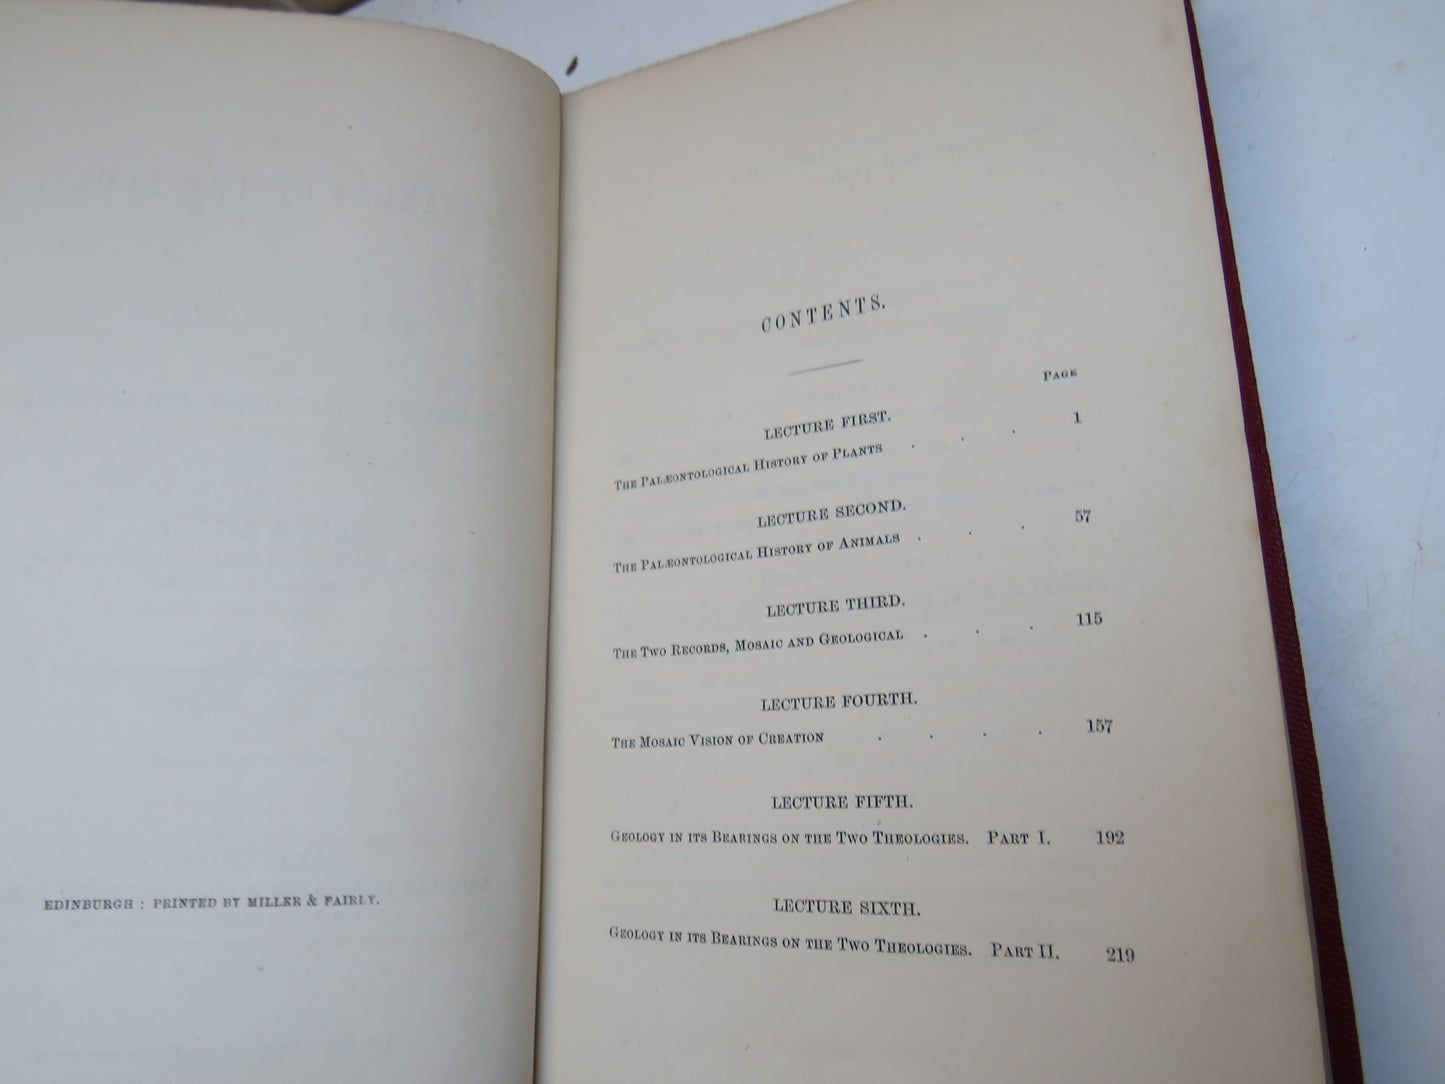 EDINBURGH : PRINTED BY MILLER & FAIRLY.
CONTENTS.
PAGE
LECTURE FIRST.
THE PALÆONTOLOGICAL HISTORY OF PLANTS . . . 1
LECTURE SECOND.
THE PALÆONTOLOGICAL HISTORY OF ANIMALS . . . 57
LECTURE THIRD.
THE TWO RECORDS, MOSAIC AND GEOLOGICAL . . . 115
LECTURE FOURTH.
THE MOSAIC VISION OF CREATION . . . . 157
LECTURE FIFTH.
GEOLOGY IN ITS BEARINGS ON THE TWO THEOLOGIES. PART I. 192
LECTURE SIXTH.
GEOLOGY IN ITS BEARINGS ON THE TWO THEOLOGIES. PART II. 219